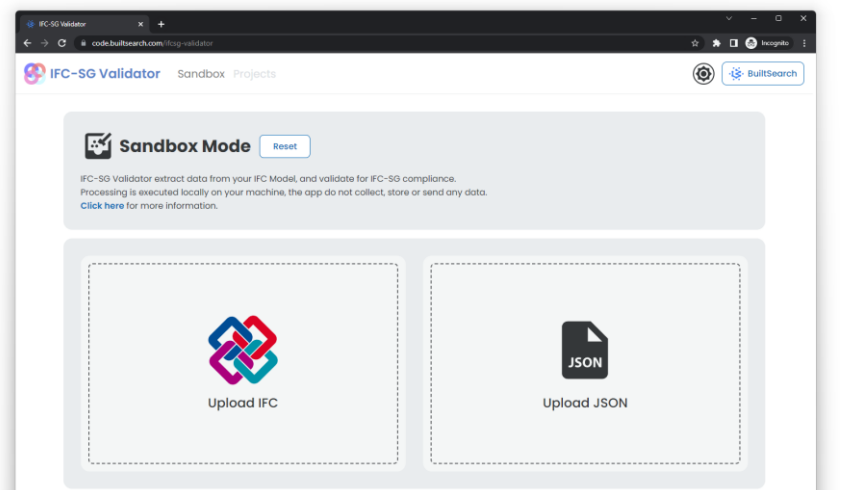 IFC-SG Validator
code.builtsearch.com/ifcsg-validator
Incognito
IFC-SG Validator Sandbox Projects
BuiltSearch
Sandbox Mode Reset
IFC-SG Validator extract data from your IFC Model, and validate for IFC-SG compliance.
Processing is executed locally on your machine, the app do not collect, store or send any data.
Click here for more information.
JSON
Upload IFC Upload JSON